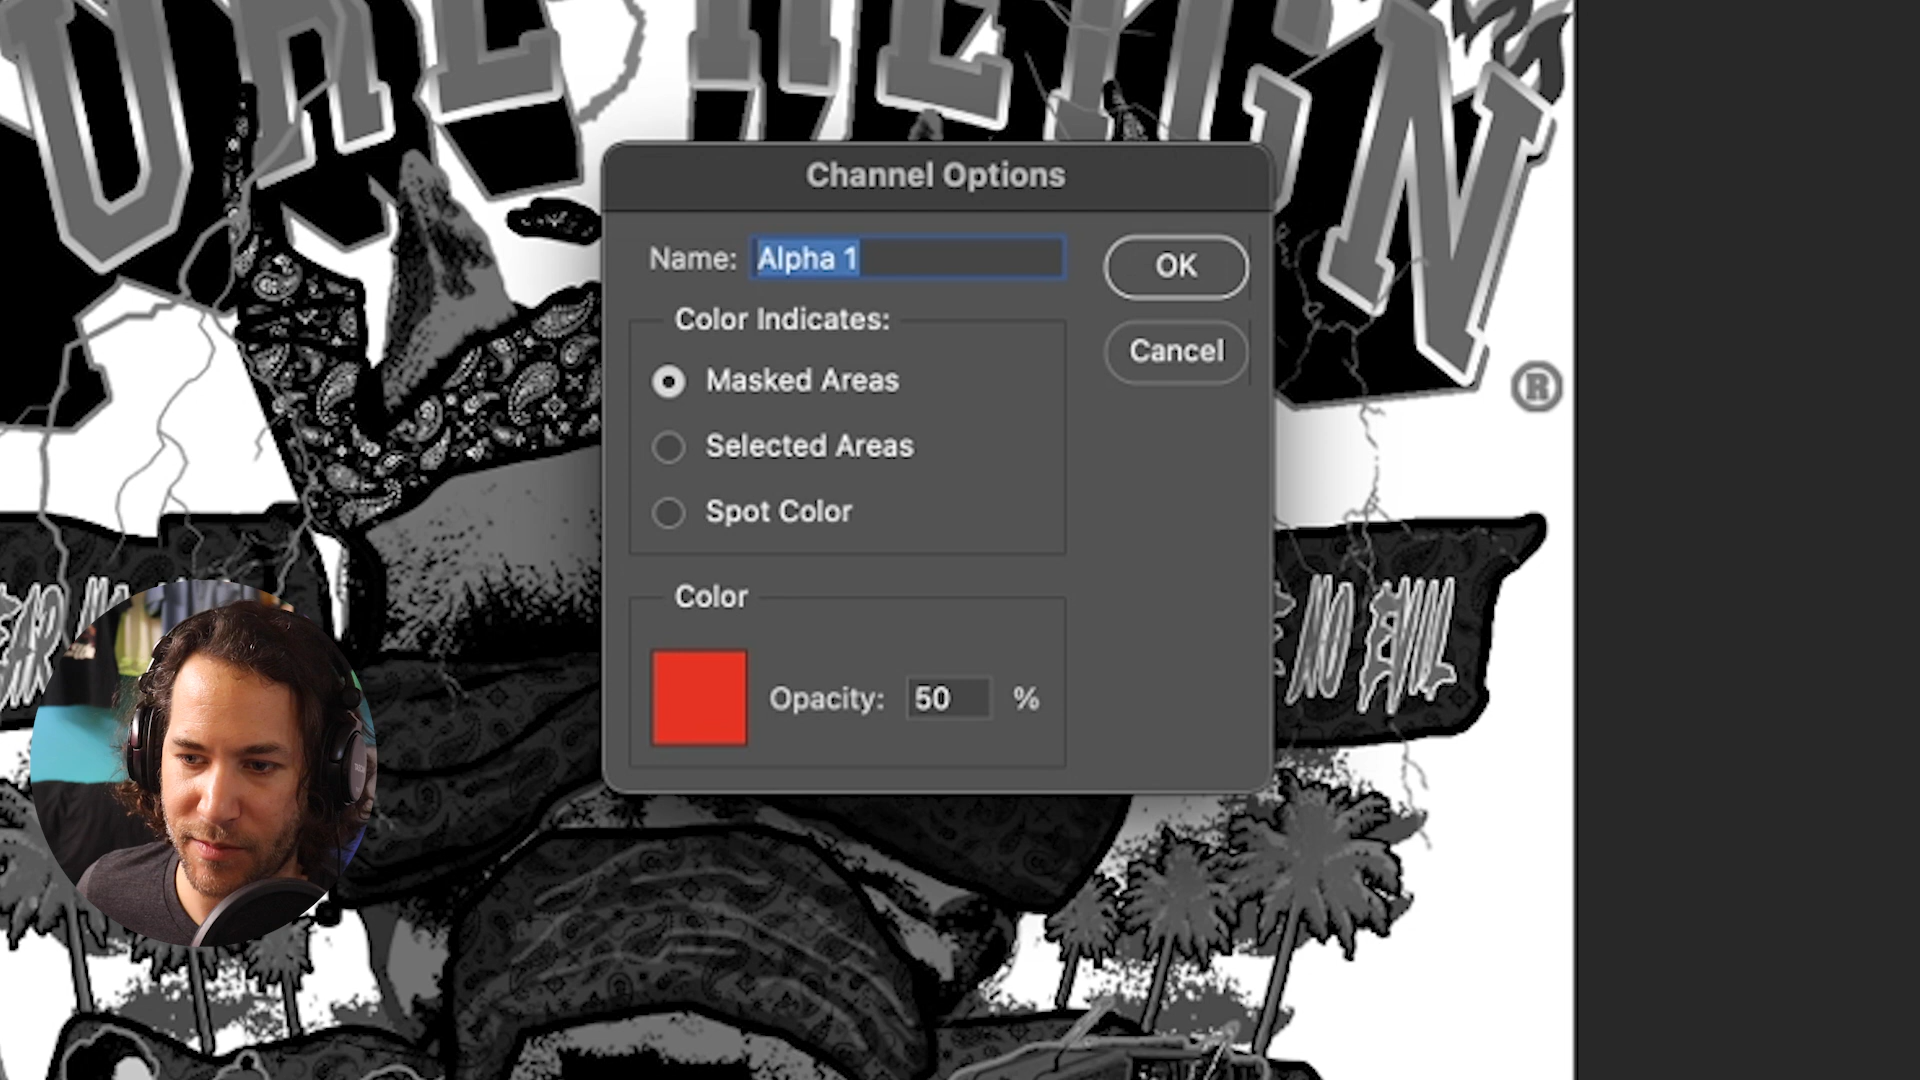 Channel Options
Name: Alpha 1
OK
Color Indicates:
Cancel
Masked Areas
Selected Areas
Spot Color
Color
Opacity: 50 %
®
NO EVIL